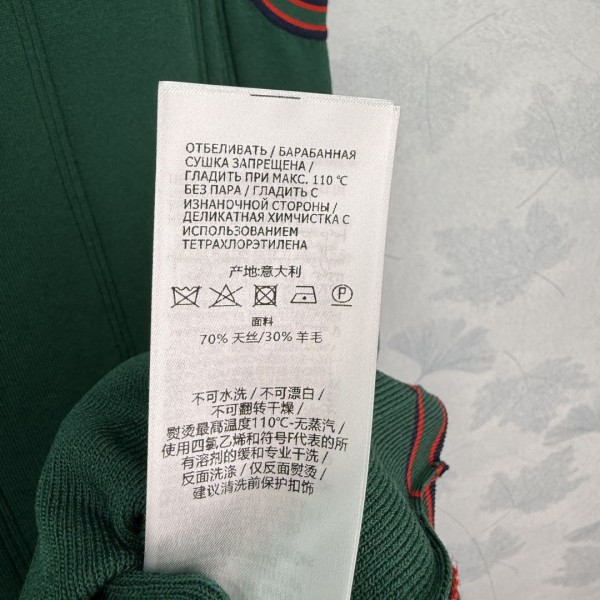 ОТБЕЛИВАТЬ / БАРАБАННАЯ
СУШКА ЗАПРЕЩЕНА /
ГЛАДИТЬ ПРИ МАКС. 110 °C
БЕЗ ПАРА / ГЛАДИТЬ С
ИЗНАНОЧНОЙ СТОРОНЫ /
ДЕЛИКАТНАЯ ХИМЧИСТКА С
ИСПОЛЬЗОВАНИЕМ
ТЕТРАХЛОРЭТИЛЕНА
产地:意大利
P
面料
70% 天丝/30% 羊毛
不可水洗 / 不可漂白 /
不可翻转干燥 /
熨烫最高温度110℃-无蒸汽 /
使用四氯乙烯和符号F代表的所
有溶剂的缓和专业干洗 /
反面洗涤 / 仅反面熨烫 /
建议清洗前保护扣饰